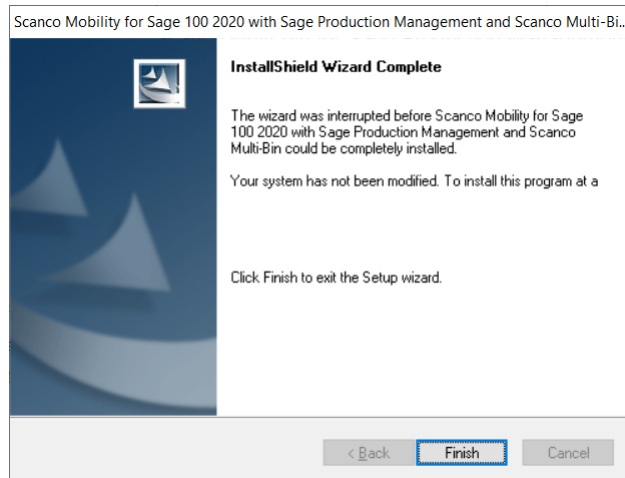 Scanco Mobility for Sage 100 2020 with Sage Production Management and Scanco Multi-Bi..
InstallShield Wizard Complete
The wizard was interrupted before Scanco Mobility for Sage
100 2020 with Sage Production Management and Scanco
Multi-Bin could be completely installed.
Your system has not been modified. To install this program at a
Click Finish to exit the Setup wizard.
< Back
Finish
Cancel